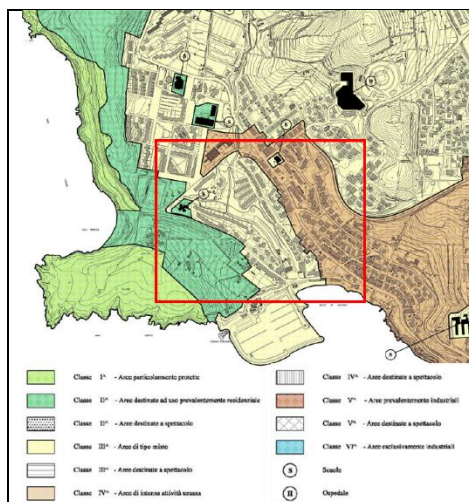 S
S
H
S
S
S
Classe I^ - Aree particolarmente protette
Classe II^ - Aree destinate ad uso prevalentemente residenziale
Classe II^ - Aree destinate a spettacolo
Classe III^ - Aree di tipo misto
Classe III^ - Aree destinate a spettacolo
Classe IV^ - Aree di intensa attività umana
Classe IV^ - Aree destinate a spettacolo
Classe V^ - Aree prevalentemente industriali
Classe V^ - Aree destinate a spettacolo
Classe VI^ - Aree esclusivamente industriali
S Scuole
H Ospedale